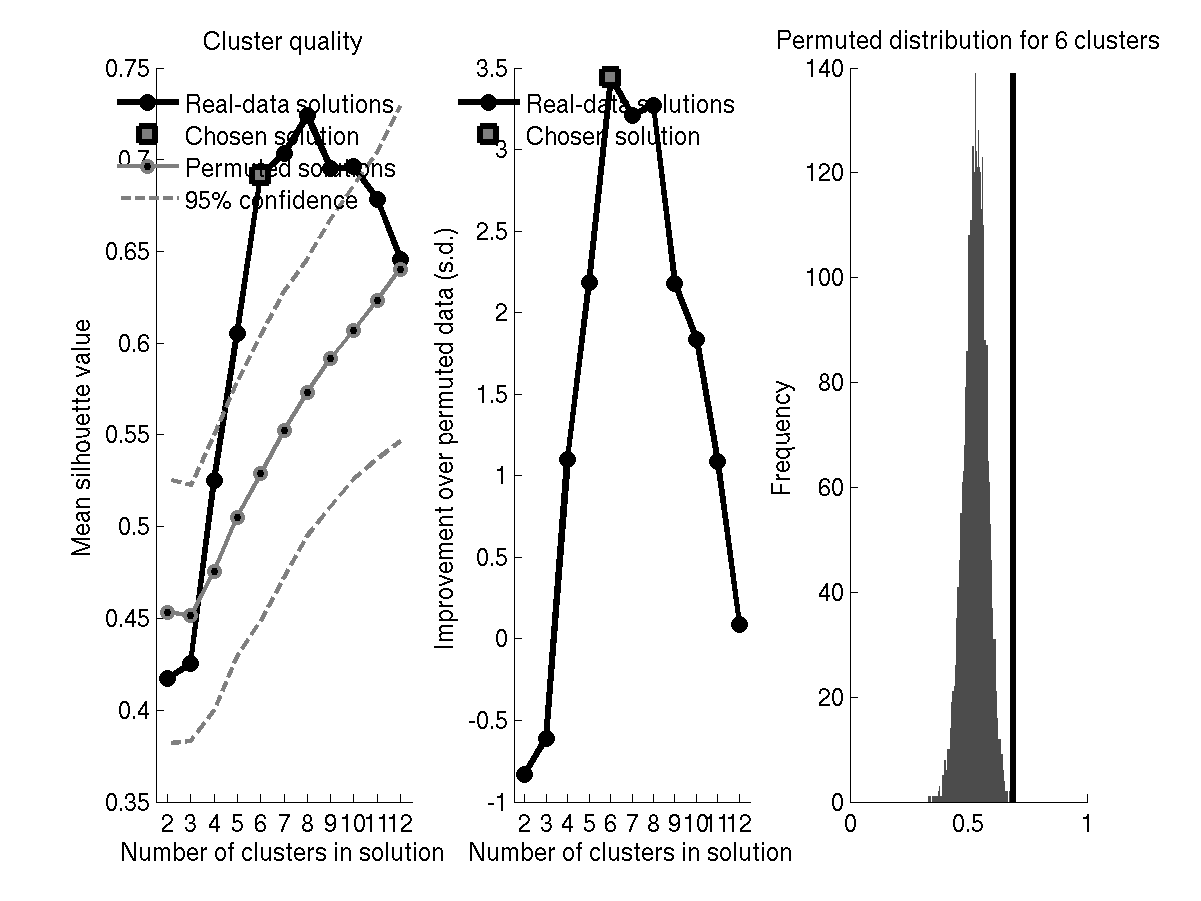 Cluster quality
0.75
0.7
0.65
0.6
0.55
0.5
0.45
0.4
0.35
Mean silhouette value
Real-data solutions
Chosen solution
Permuted solutions
95% confidence
2 3 4 5 6 7 8 9 10 11 12
Number of clusters in solution
3.5
3
2.5
2
1.5
1
0.5
0
-0.5
-1
Improvement over permuted data (s.d.)
Real-data solutions
Chosen solution
2 3 4 5 6 7 8 9 10 11 12
Number of clusters in solution
Permuted distribution for 6 clusters
140
120
100
80
60
40
20
0
Frequency
0 0.5 1